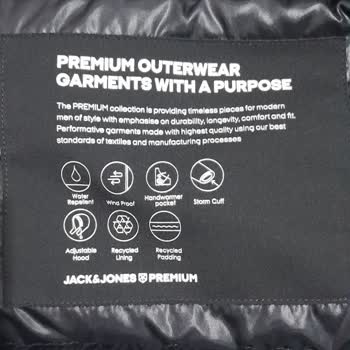 PREMIUM OUTERWEAR
GARMENTS WITH A PURPOSE
The PREMIUM collection is providing timeless pieces for modern
men of style with emphasise on durability, longevity, comfort and fit.
Performative garments made with highest quality using our best
standards of textiles and manufacturing processes
Water
Repellent
Wind Proof
Handwarmer
pocket
Storm Cuff
Adjustable
Hood
Recycled
Lining
Recycled
Padding
JACK&JONES PREMIUM